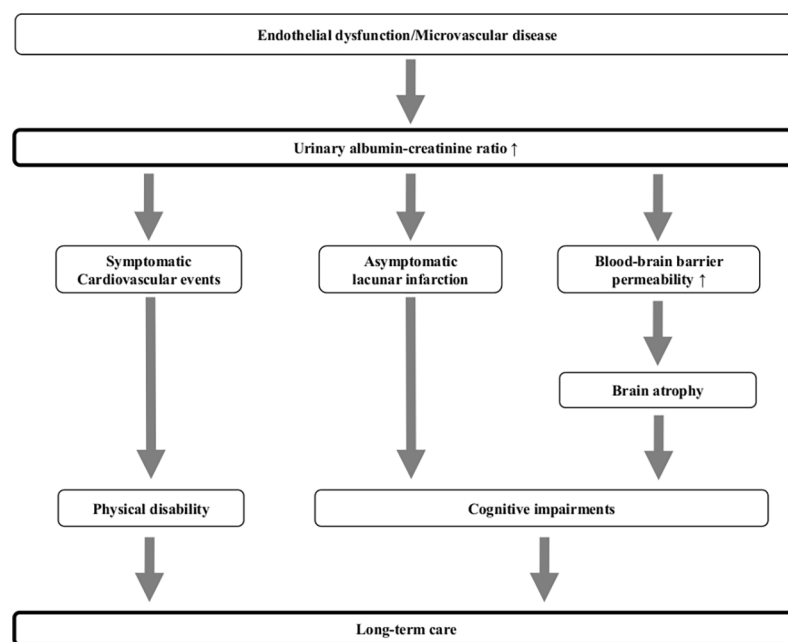 Endothelial dysfunction/Microvascular disease
Urinary albumin-creatinine ratio ↑
Symptomatic
Cardiovascular events
Asymptomatic
lacunar infarction
Blood-brain barrier
permeability ↑
Brain atrophy
Physical disability
Cognitive impairments
Long-term care